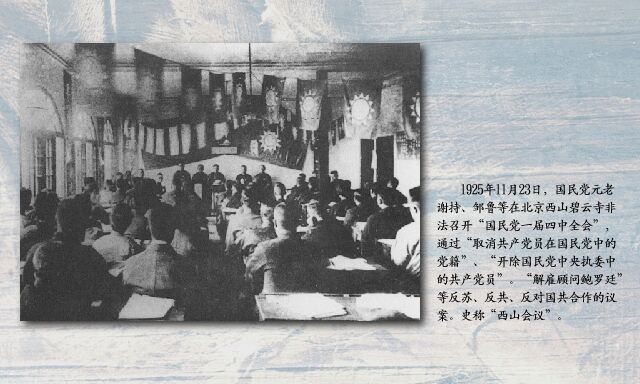 1925年11月23日，国民党元老
谢持、邹鲁等在北京西山碧云寺非
法召开“国民党一届四中全会”，
通过“取消共产党员在国民党中的
党籍”、“开除国民党中央执委中
的共产党员”。“解雇顾问鲍罗廷”
等反苏、反共、反对国共合作的议
案。史称“西山会议”。